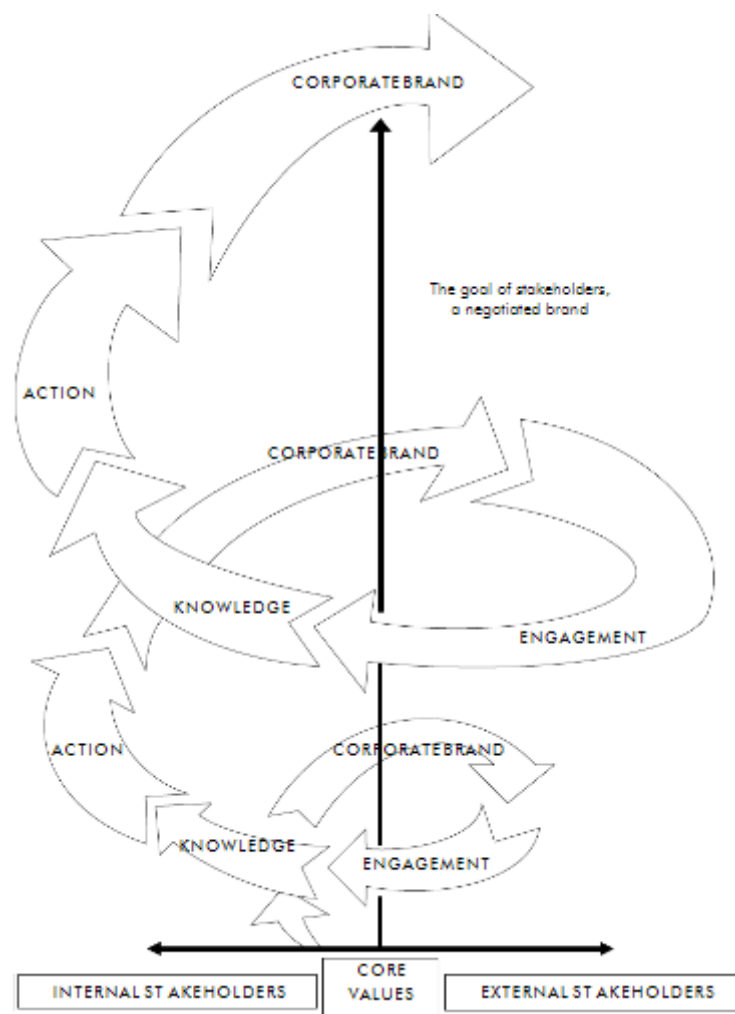 CORPORATEBRAND
The goal of stakeholders,
a negotiated brand
ACTION
CORPORATEBRAND
KNOWLEDGE
ENGAGEMENT
ACTION
CORPORATEBRAND
KNOWLEDGE
ENGAGEMENT
INTERNAL ST AKEHOLDERS
CORE
VALUES
EXTERNAL ST AKEHOLDERS